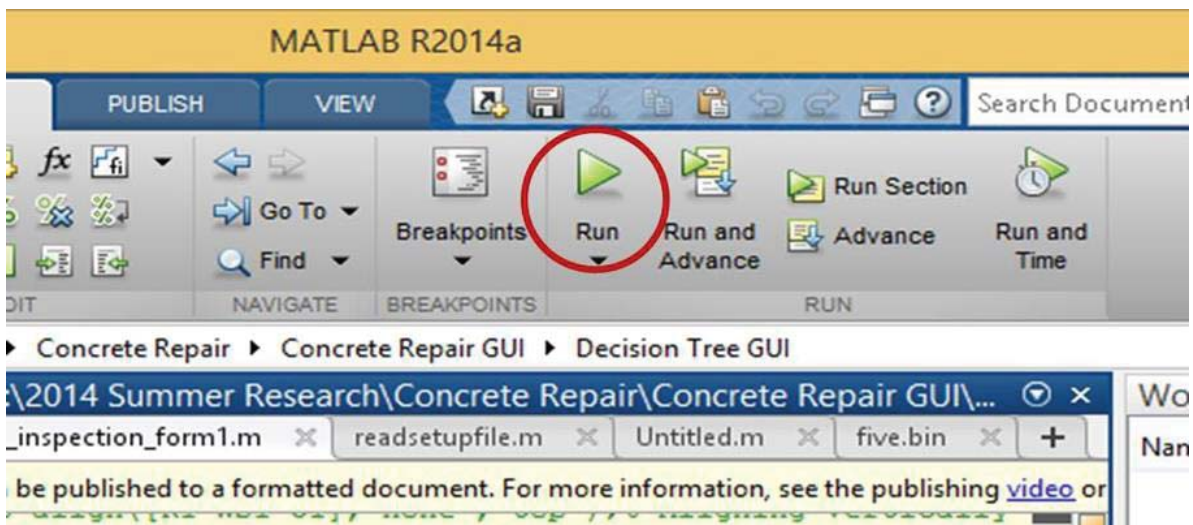 MATLAB R2014a
PUBLISH VIEW Search Document
fx fi
Go To Breakpoints Run Run and Advance Run Section Advance Run and Time
Find
NAVIGATE BREAKPOINTS RUN
Concrete Repair Concrete Repair GUI Decision Tree GUI
:\2014 Summer Research\Concrete Repair\Concrete Repair GUI\...
_inspection_form1.m readsetupfile.m Untitled.m five.bin +
be published to a formatted document. For more information, see the publishing video or